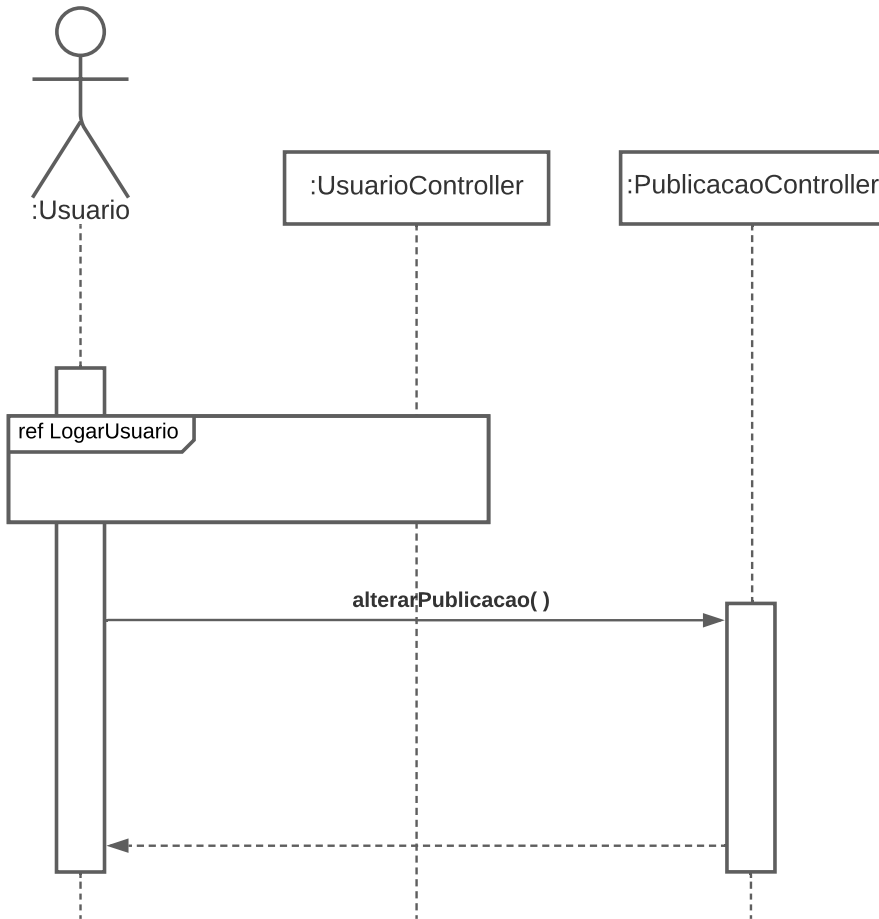 :Usuario
:UsuarioController
:PublicacaoController
ref LogarUsuario
alterarPublicacao( )